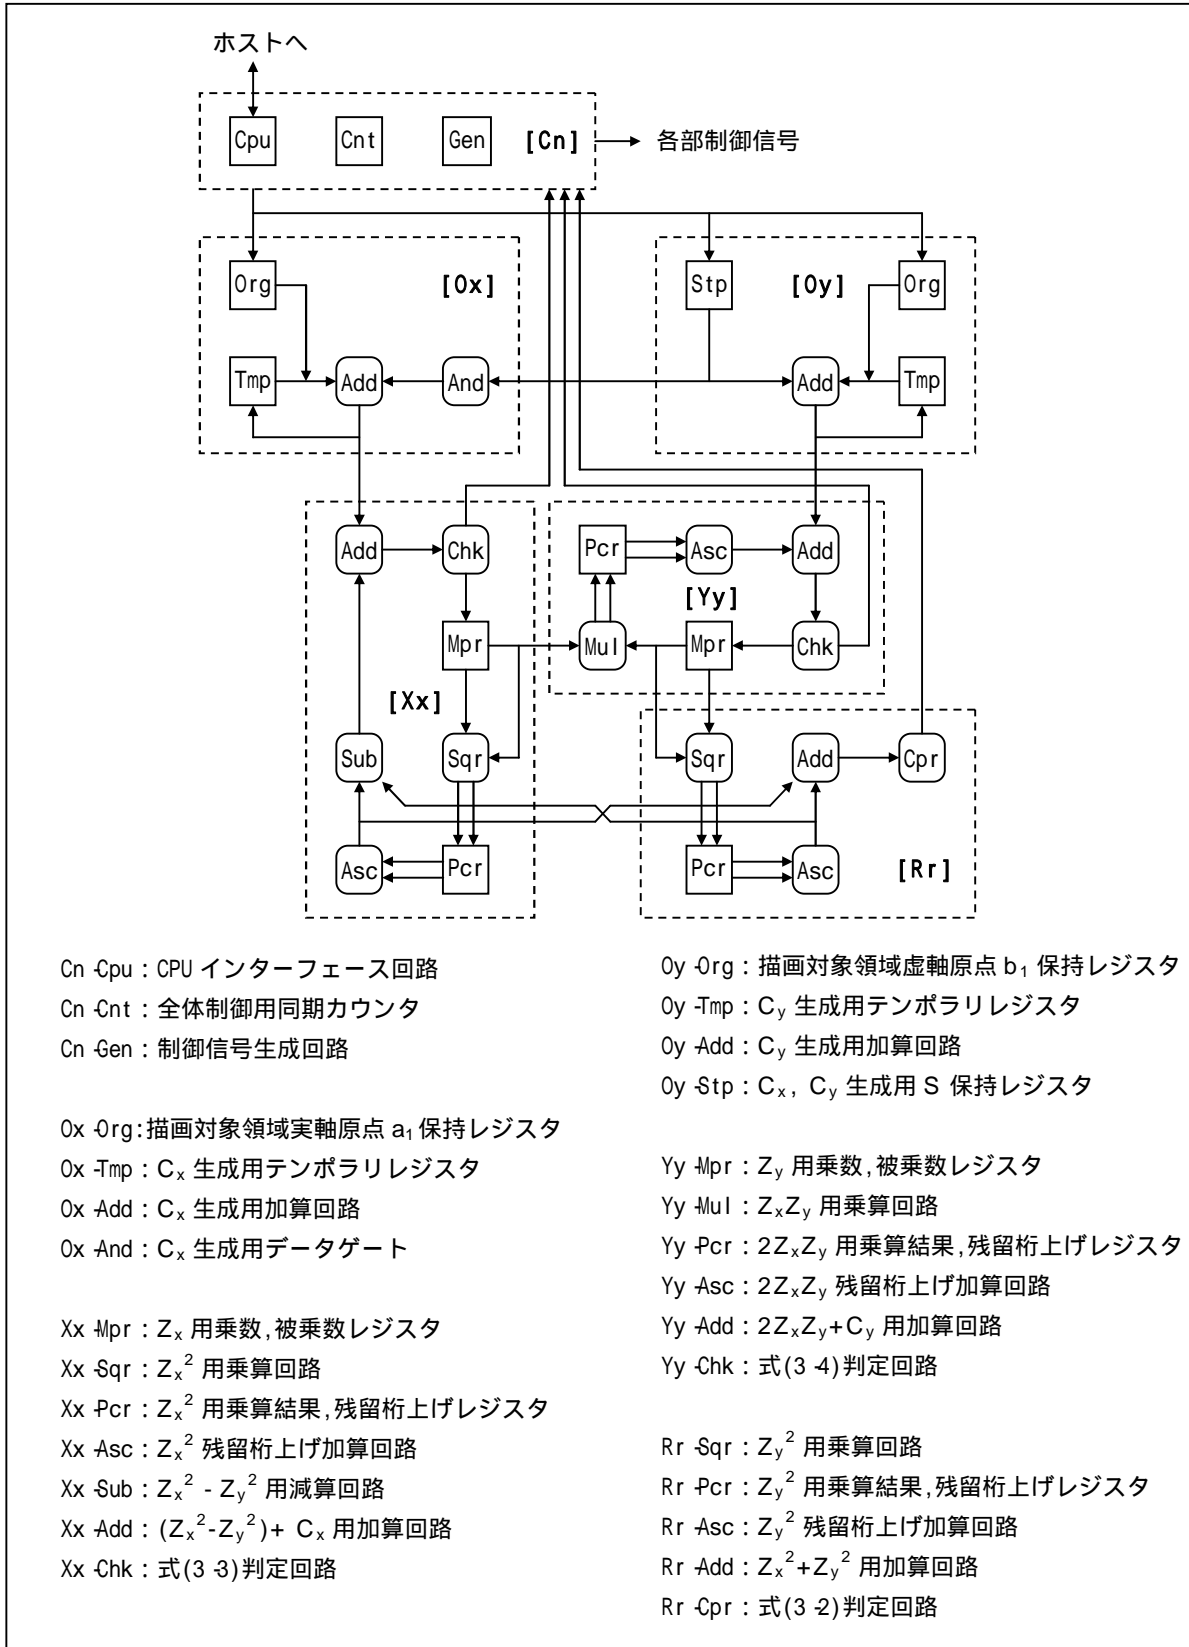 ホストへ
Cpu Cnt Gen [Cn] 各部制御信号
Org [Ox] Stp [Oy] Org
Tmp Add And Add Tmp
Add Chk Pcr Asc Add
[Yy]
Mpr Mul Mpr Chk
[Xx]
Sub Sqr Sqr Add Cpr
Asc Pcr Pcr Asc [Rr]
Cn-Cpu : CPU インターフェース回路
Cn-Cnt : 全体制御用同期カウンタ
Cn-Gen : 制御信号生成回路
Ox-Org : 描画対象領域実軸原点 a₁ 保持レジスタ
Ox-Tmp : Cₓ 生成用テンポラリレジスタ
Ox-Add : Cₓ 生成用加算回路
Ox-And : Cₓ 生成用データゲート
Xx-Mpr : Zₓ 用乗数,被乗数レジスタ
Xx-Sqr : Zₓ² 用乗算回路
Xx-Pcr : Zₓ² 用乗算結果,残留桁上げレジスタ
Xx-Asc : Zₓ² 残留桁上げ加算回路
Xx-Sub : Zₓ² - Z_y² 用減算回路
Xx-Add : (Zₓ²-Z_y²)+ Cₓ 用加算回路
Xx-Chk : 式(3-3)判定回路
Oy-Org : 描画対象領域虚軸原点 b₁ 保持レジスタ
Oy-Tmp : C_y 生成用テンポラリレジスタ
Oy-Add : C_y 生成用加算回路
Oy-Stp : Cₓ, C_y 生成用 S 保持レジスタ
Yy-Mpr : Z_y 用乗数,被乗数レジスタ
Yy-Mul : ZₓZ_y 用乗算回路
Yy-Pcr : 2ZₓZ_y 用乗算結果,残留桁上げレジスタ
Yy-Asc : 2ZₓZ_y 残留桁上げ加算回路
Yy-Add : 2ZₓZ_y+C_y 用加算回路
Yy-Chk : 式(3-4)判定回路
Rr-Sqr : Z_y² 用乗算回路
Rr-Pcr : Z_y² 用乗算結果,残留桁上げレジスタ
Rr-Asc : Z_y² 残留桁上げ加算回路
Rr-Add : Zₓ²+Z_y² 用加算回路
Rr-Cpr : 式(3-2)判定回路